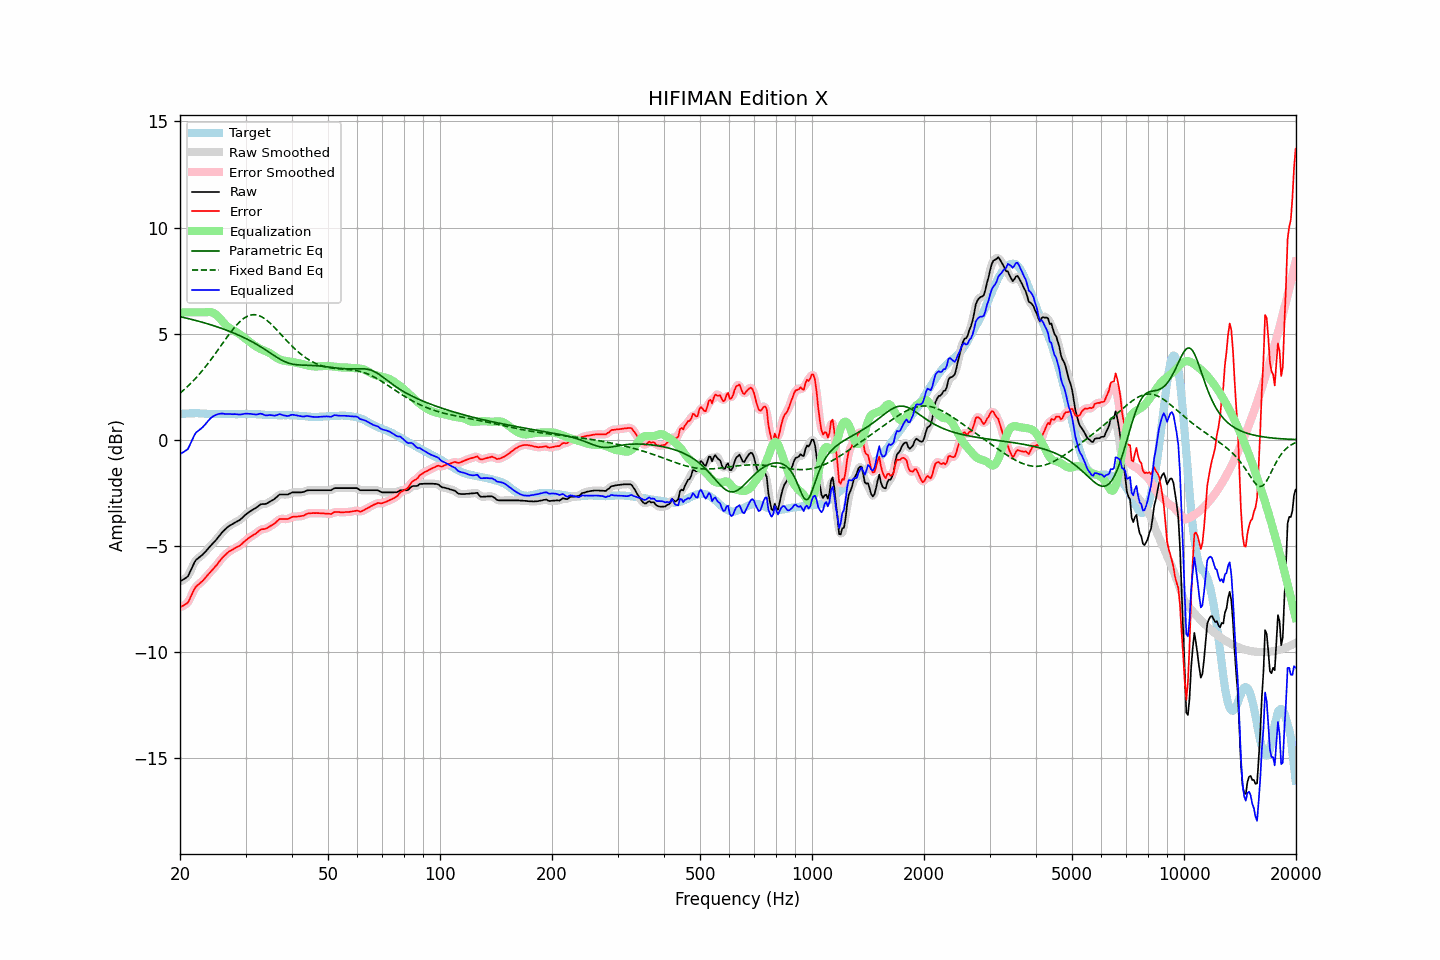 HIFIMAN Edition X
Target
Raw Smoothed
Error Smoothed
Raw
Error
Equalization
Parametric Eq
Fixed Band Eq
Equalized
Amplitude (dBr)
15
10
5
0
−5
−10
−15
20
50
100
200
500
1000
2000
5000
10000
20000
Frequency (Hz)